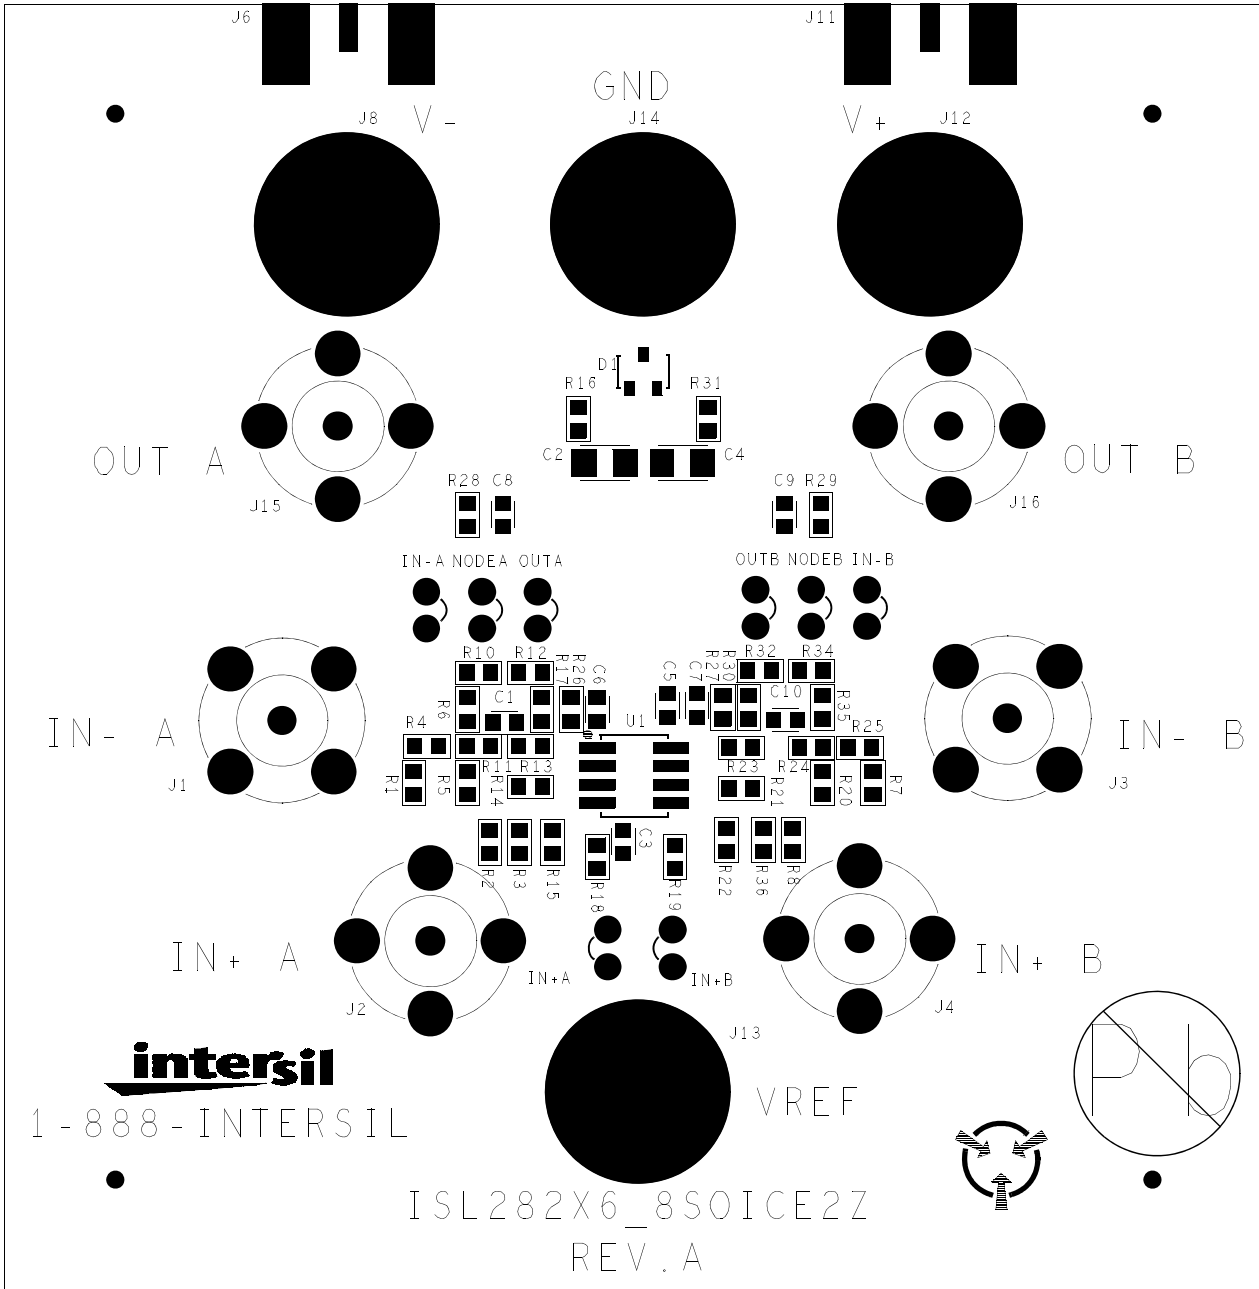 J6
J11
GND
J8
V-
J14
V+
J12
D1
R16
R31
C2
C4
OUT A
OUT B
J15
J16
R28
C8
C9
R29
IN-A
NODEA
OUTA
OUTB
NODEB
IN-B
R10
R12
R17
R26
C6
C5
C7
R27
R30
R32
R34
R6
C1
C10
R35
IN- A
IN- B
R4
U1
R25
R11
R13
R23
R24
J1
R1
R5
R14
R21
R20
R7
J3
C3
R2
R3
R15
R18
R19
R22
R36
R8
IN+ A
IN+ B
IN+A
IN+B
J2
J4
J13
intersil
VREF
Pb
1-888-INTERSIL
ISL282X6_8SOICE2Z
REV.A